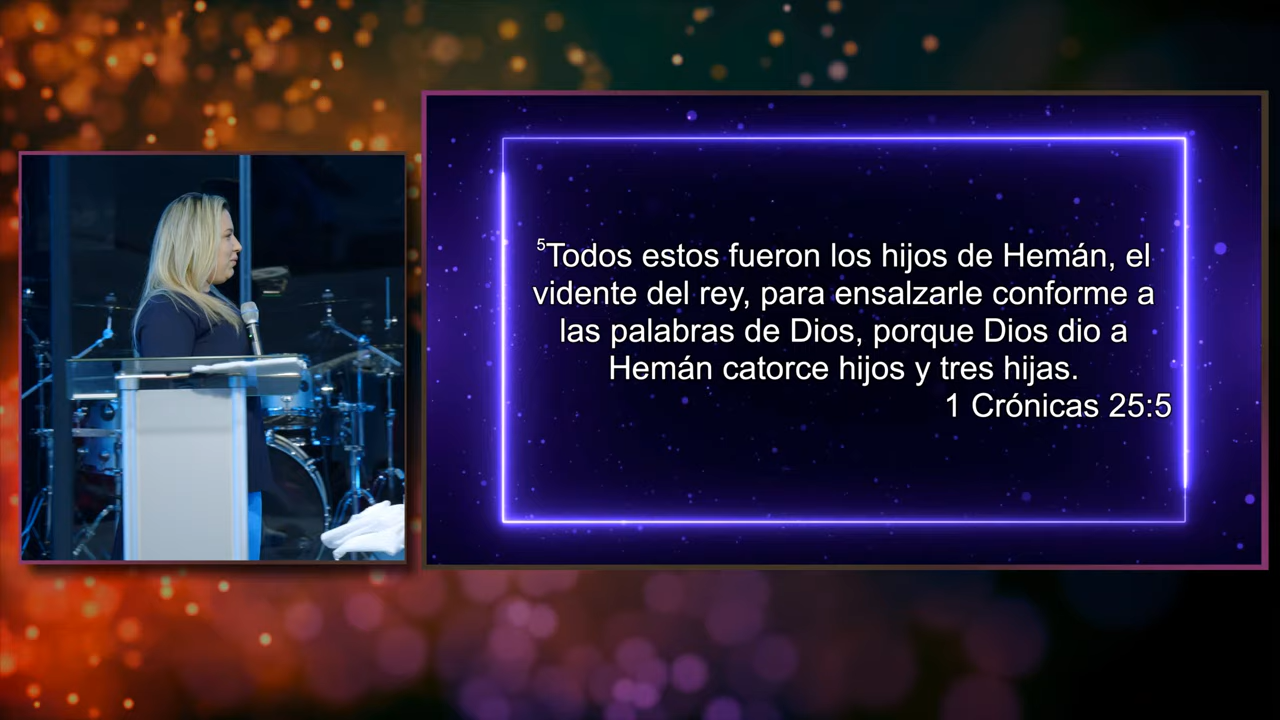 ⁵Todos estos fueron los hijos de Hemán, el
vidente del rey, para ensalzarle conforme a
las palabras de Dios, porque Dios dio a
Hemán catorce hijos y tres hijas.
1 Crónicas 25:5